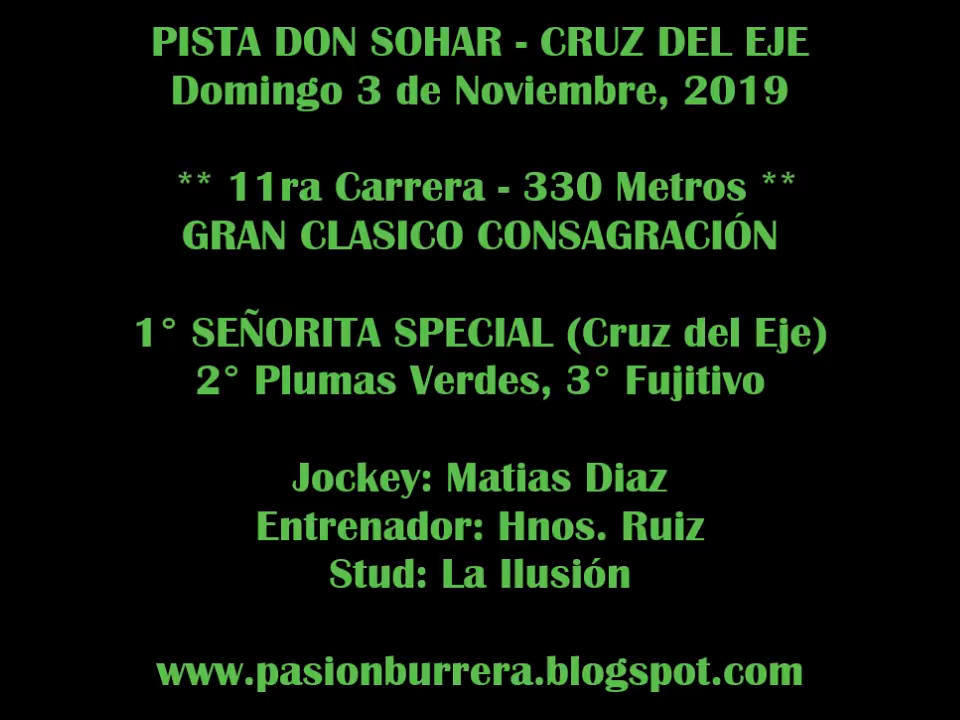 PISTA DON SOHAR - CRUZ DEL EJE
Domingo 3 de Noviembre, 2019
** 11ra Carrera - 330 Metros **
GRAN CLASICO CONSAGRACIÓN
1° SEÑORITA SPECIAL (Cruz del Eje)
2° Plumas Verdes, 3° Fujitivo
Jockey: Matias Diaz
Entrenador: Hnos. Ruiz
Stud: La Ilusión
www.pasionburrera.blogspot.com